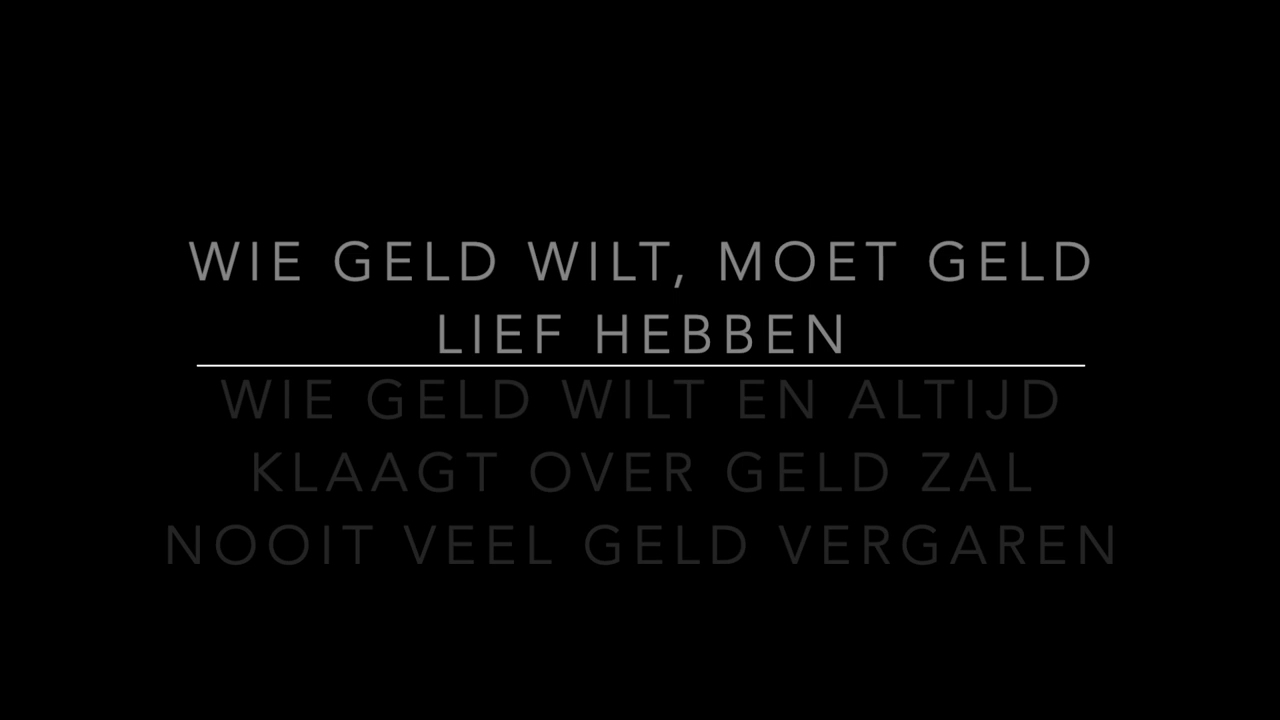 WIE GELD WILT, MOET GELD
LIEF HEBBEN
WIE GELD WILT EN ALTIJD
KLAAGT OVER GELD ZAL
NOOIT VEEL GELD VERGAREN